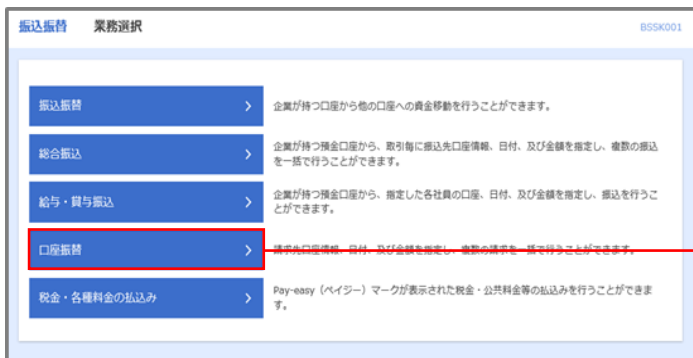 振込振替 業務選択 BSSK001
振込振替 企業が持つ口座から他の口座への資金移動を行うことができます。
総合振込 企業が持つ預金口座から、取引毎に振込先口座情報、日付、及び金額を指定し、複数の振込
を一括で行うことができます。
給与・賞与振込 企業が持つ預金口座から、指定した各社員の口座、日付、及び金額を指定し、振込を行うこ
とができます。
口座振替 請求先口座情報、日付、及び金額を指定し、複数の請求を一括で行うことができます。
税金・各種料金の払込み Pay-easy（ペイジー）マークが表示された税金・公共料金等の払込みを行うことができま
す。